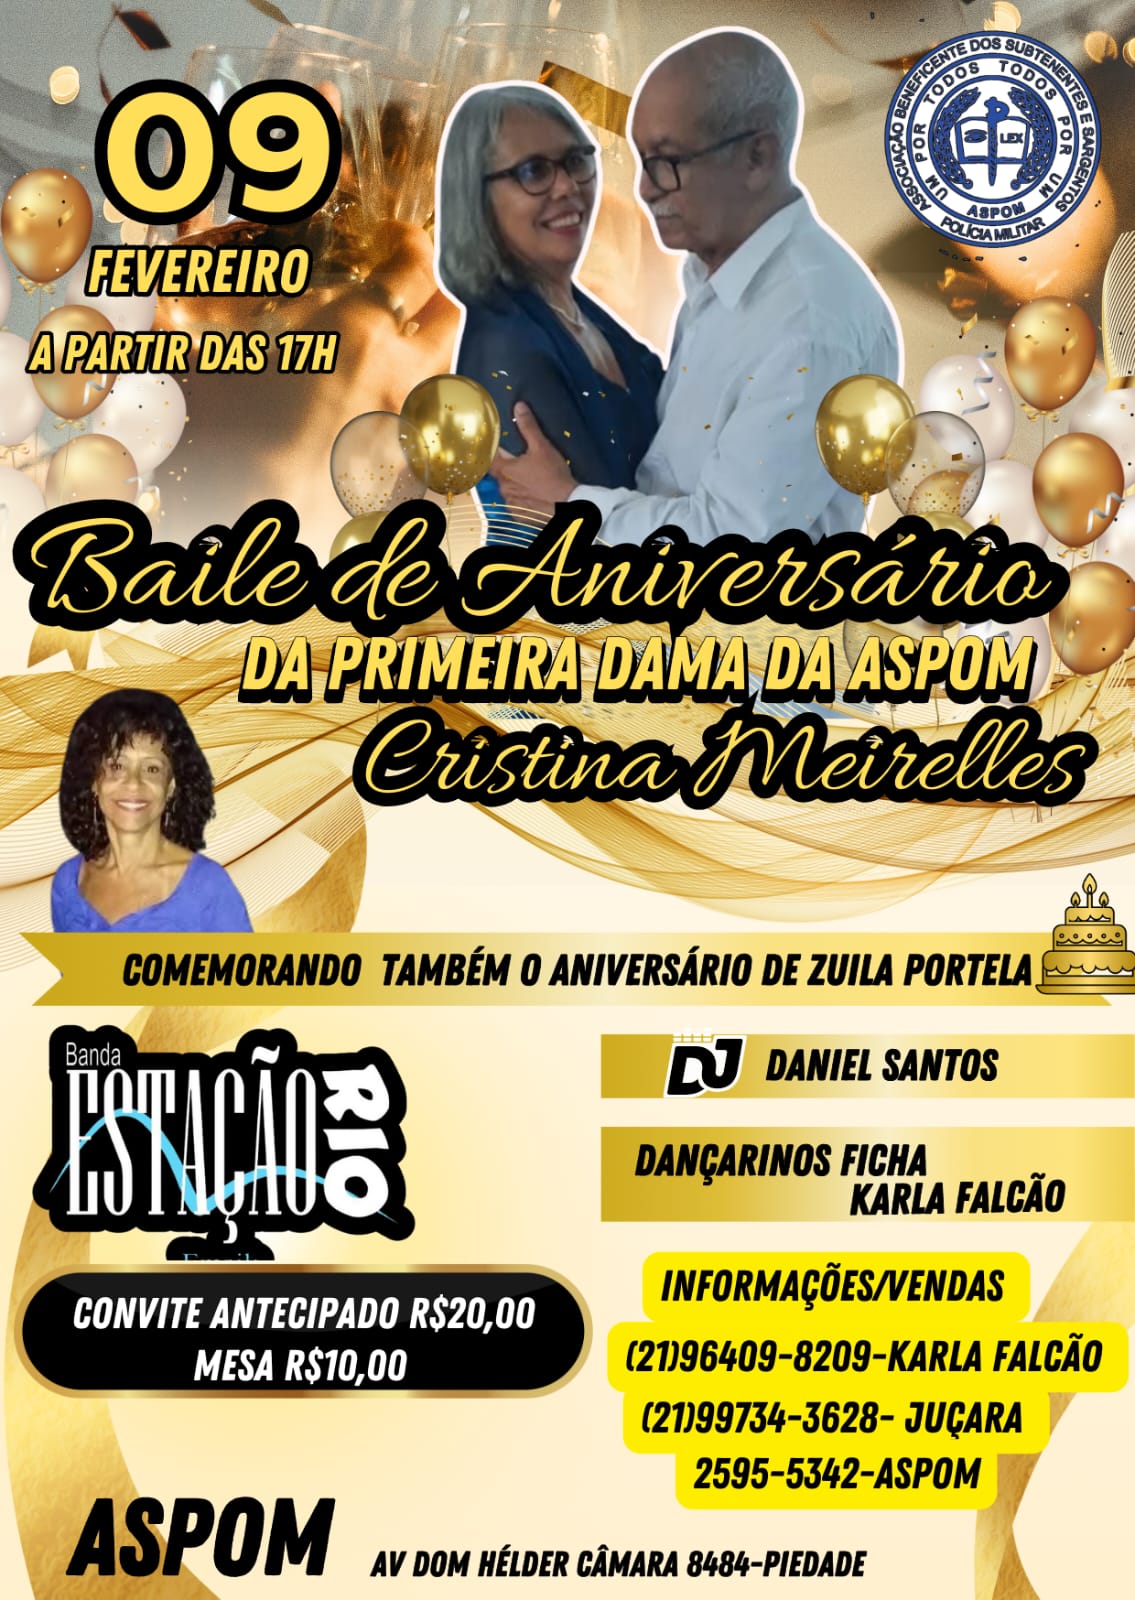 09
FEVEREIRO
A PARTIR DAS 17H
ASSOCIAÇÃO BENEFICENTE DOS SUBTENENTES E SARGENTOS
POLÍCIA MILITAR
UM POR TODOS TODOS POR UM
LEX
ASPOM
Baile de Aniversário
DA PRIMEIRA DAMA DA ASPOM
Cristina Meirelles
COMEMORANDO TAMBÉM O ANIVERSÁRIO DE ZUILA PORTELA
Banda
ESTAÇÃO
RIO
DJ DANIEL SANTOS
DANÇARINOS FICHA
KARLA FALCÃO
CONVITE ANTECIPADO R$20,00
MESA R$10,00
INFORMAÇÕES/VENDAS
(21)96409-8209-KARLA FALCÃO
(21)99734-3628- JUÇARA
2595-5342-ASPOM
ASPOM
AV DOM HÉLDER CÂMARA 8484-PIEDADE